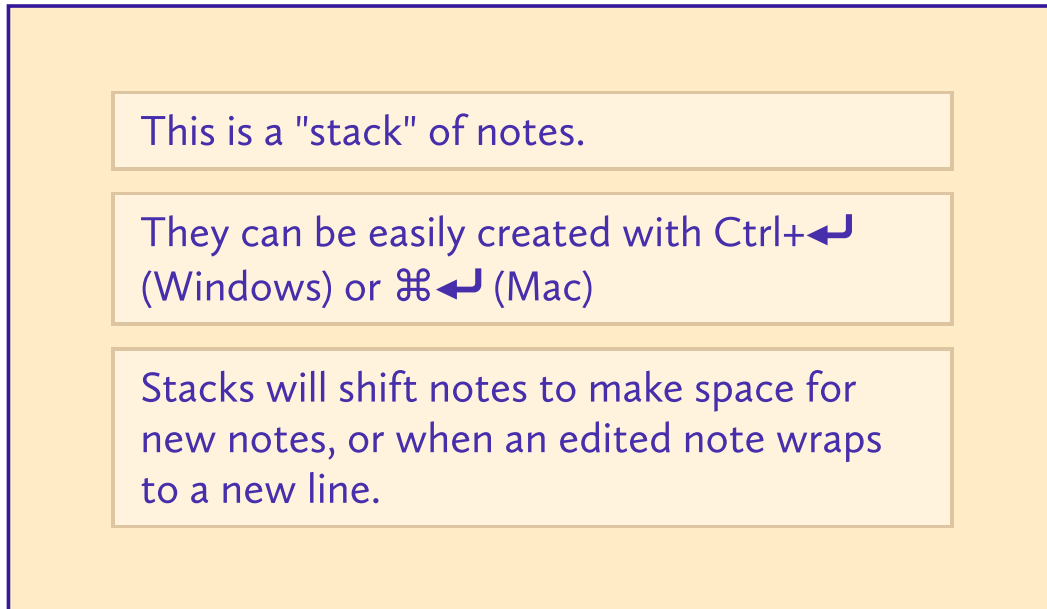 This is a "stack" of notes.
They can be easily created with Ctrl+↵
(Windows) or ⌘↵ (Mac)
Stacks will shift notes to make space for
new notes, or when an edited note wraps
to a new line.